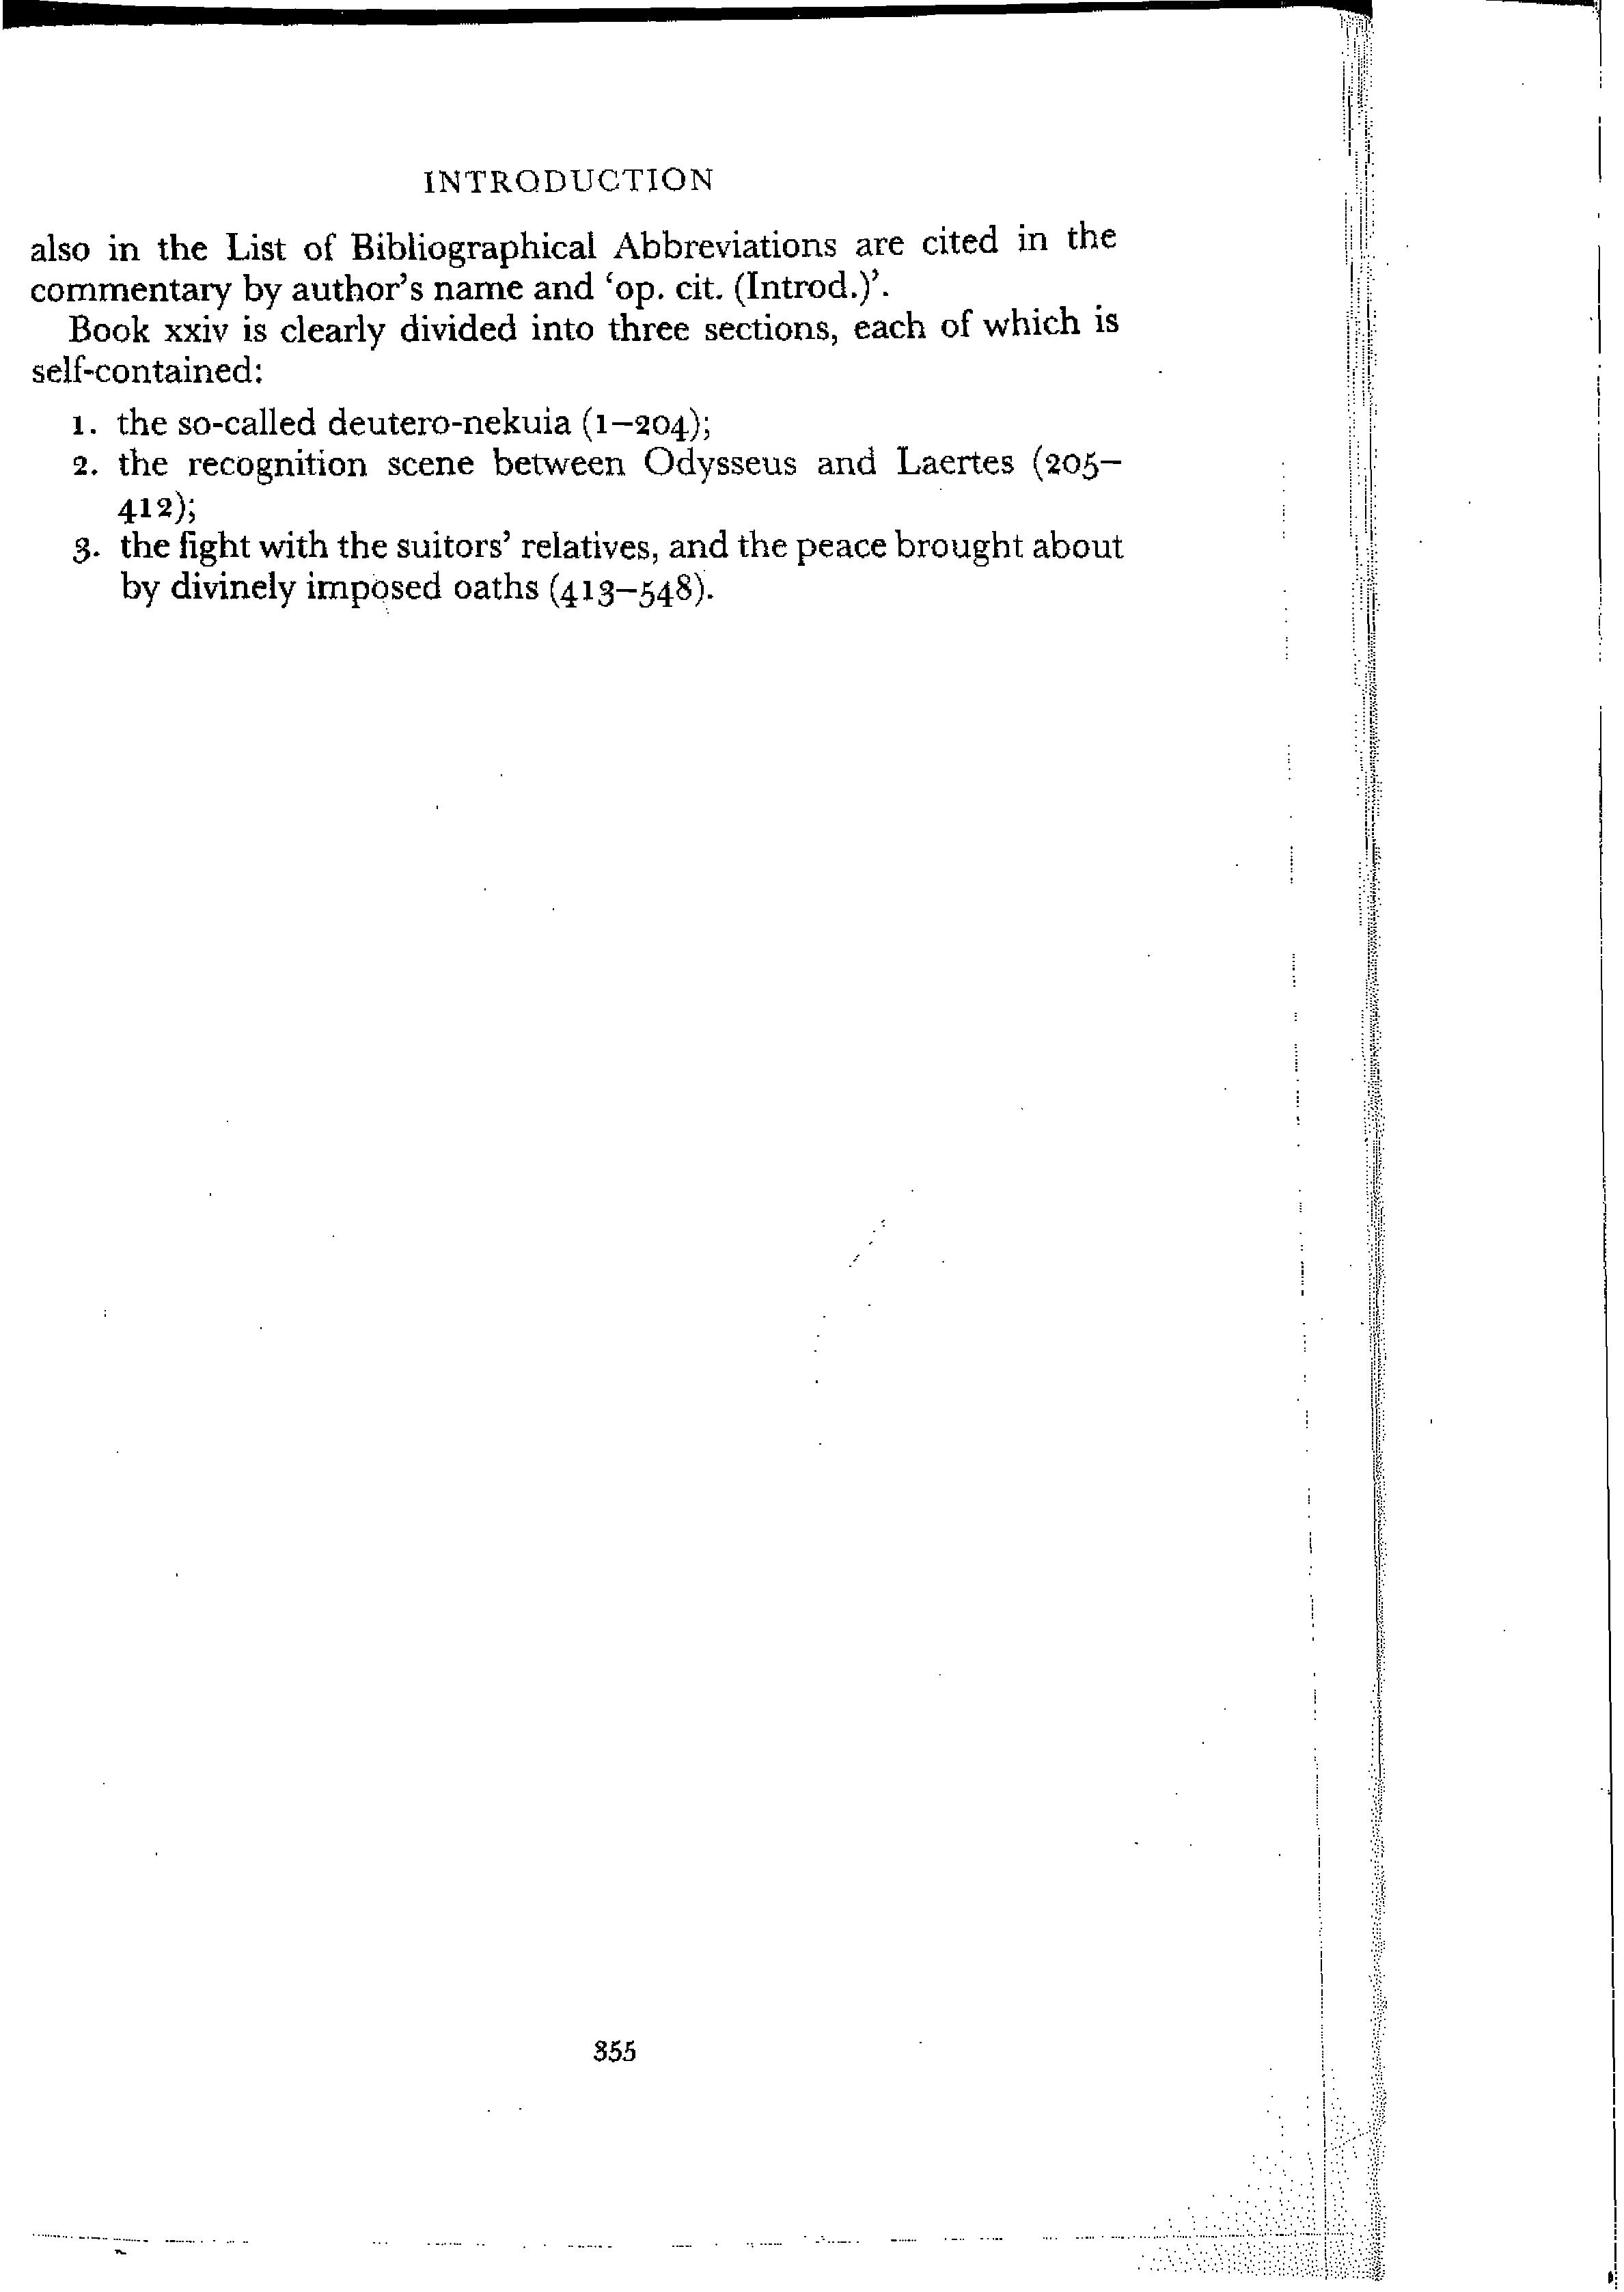 INTRODUCTION
also in the List of Bibliographical Abbreviations are cited in the
commentary by author's name and ‘op. cit. (Introd.)’.
Book xxiv is clearly divided into three sections, each of which is
self-contained:
1. the so-called deutero-nekuia (1–204);
2. the recognition scene between Odysseus and Laertes (205–
412);
3. the fight with the suitors’ relatives, and the peace brought about
by divinely imposed oaths (413–548).
355